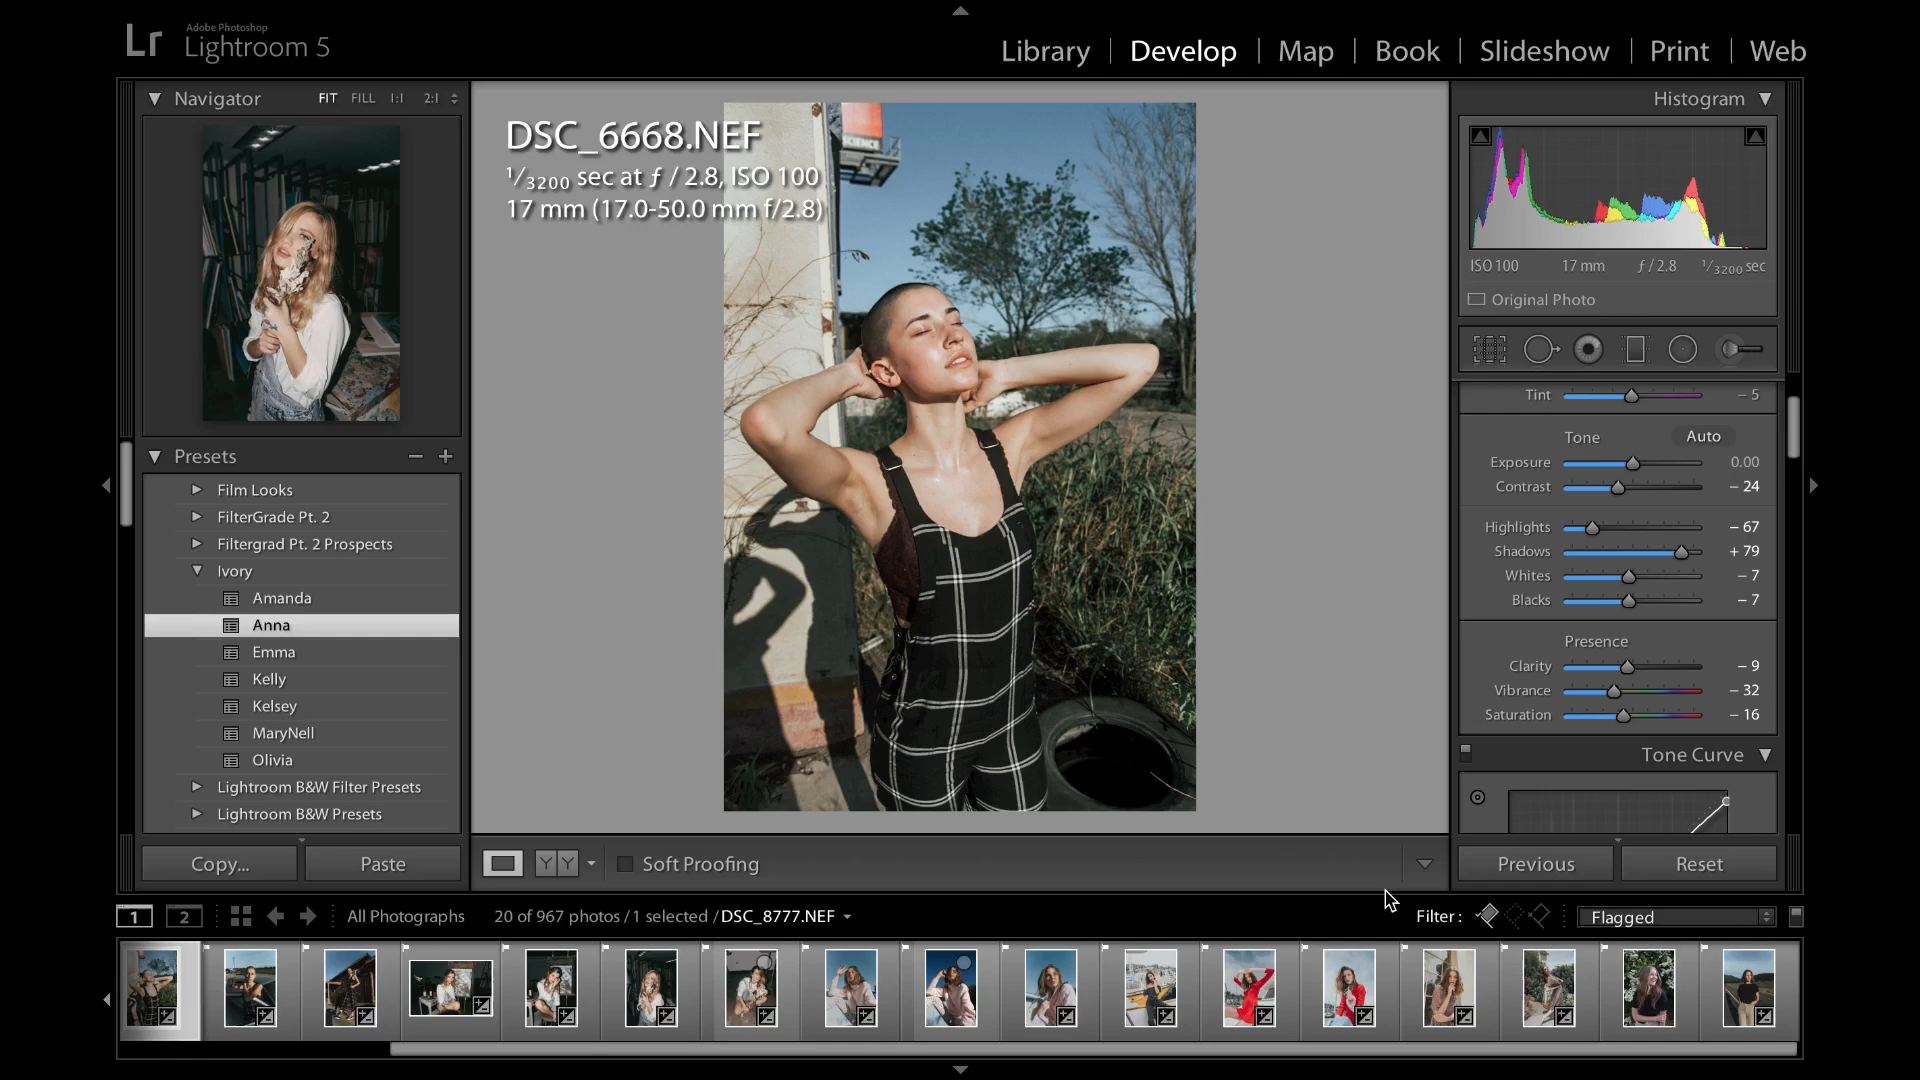 Lr Adobe Photoshop
Lightroom 5
Library | Develop | Map | Book | Slideshow | Print | Web
Navigator FIT FILL 1:1 2:1
Presets
Film Looks
FilterGrade Pt. 2
Filtergrad Pt. 2 Prospects
Ivory
Amanda
Anna
Emma
Kelly
Kelsey
MaryNell
Olivia
Lightroom B&W Filter Presets
Lightroom B&W Presets
Copy... Paste
DSC_6668.NEF
1/3200 sec at ƒ / 2.8, ISO 100
17 mm (17.0-50.0 mm f/2.8)
SCIENCE
YY Soft Proofing
Histogram
ISO 100 17 mm ƒ / 2.8 1/3200 sec
Original Photo
Tint – 5
Tone Auto
Exposure 0.00
Contrast – 24
Highlights – 67
Shadows + 79
Whites – 7
Blacks – 7
Presence
Clarity – 9
Vibrance – 32
Saturation – 16
Tone Curve
Previous Reset
1 2 All Photographs 20 of 967 photos / 1 selected / DSC_8777.NEF Filter : Flagged